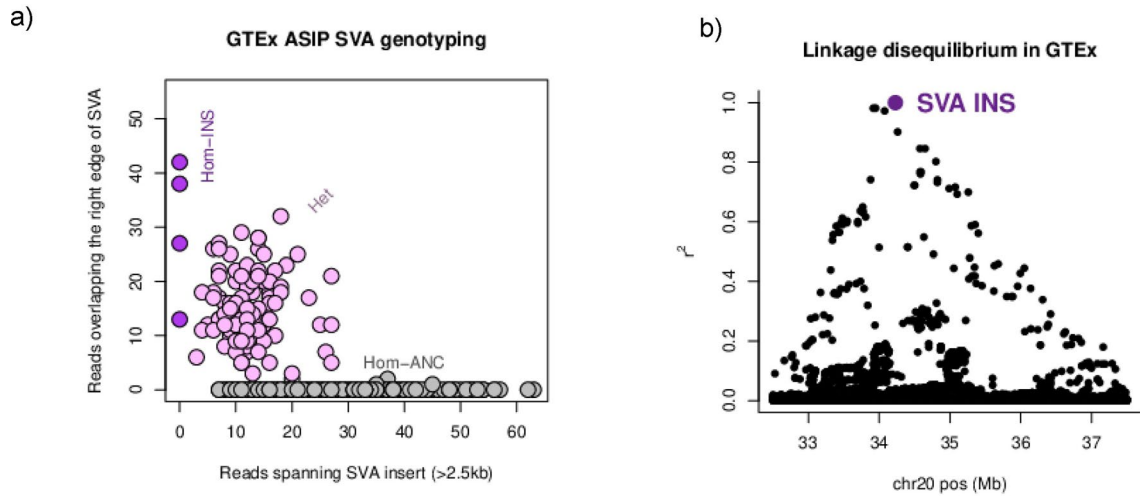 a)
GTEx ASIP SVA genotyping
Reads overlapping the right edge of SVA
50
40
30
20
10
0
Hom−INS
Het
Hom−ANC
0 10 20 30 40 50 60
Reads spanning SVA insert (>2.5kb)
b)
Linkage disequilibrium in GTEx
r²
1.0
0.8
0.6
0.4
0.2
0.0
SVA INS
33 34 35 36 37
chr20 pos (Mb)